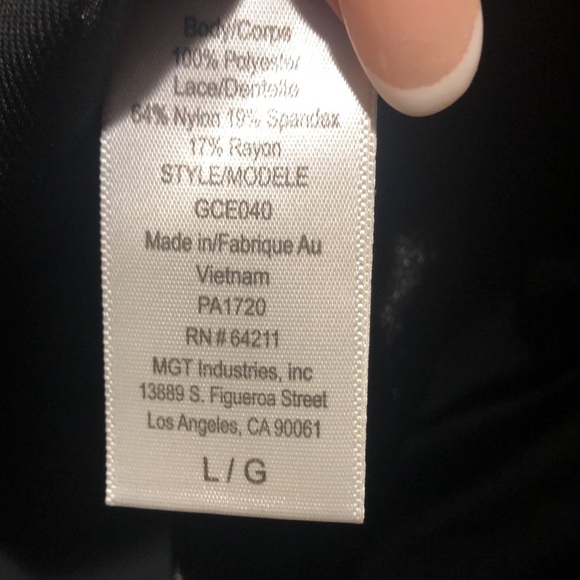 Body/Corps
100% Polyester
Lace/Dentelle
64% Nylon 19% Spandex
17% Rayon
STYLE/MODELE
GCE040
Made in/Fabrique Au
Vietnam
PA1720
RN # 64211
MGT Industries, inc
13889 S. Figueroa Street
Los Angeles, CA 90061
L / G